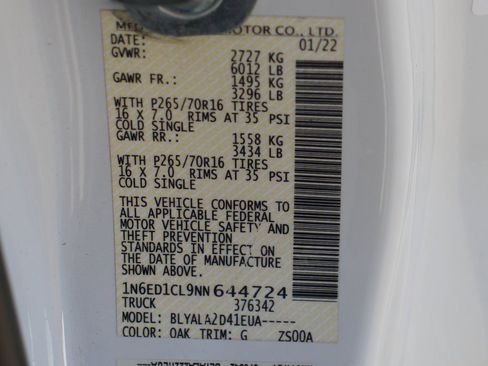 MOTOR CO., LTD.
DATE: 01/22
GVWR: 2727 KG
6012 LB
GAWR FR.: 1495 KG
3296 LB
WITH P265/70R16 TIRES
16 X 7.0 RIMS AT 35 PSI
COLD SINGLE
GAWR RR.: 1558 KG
3434 LB
WITH P265/70R16 TIRES
16 X 7.0 RIMS AT 35 PSI
COLD SINGLE
THIS VEHICLE CONFORMS TO
ALL APPLICABLE FEDERAL
MOTOR VEHICLE SAFETY AND
THEFT PREVENTION
STANDARDS IN EFFECT ON
THE DATE OF MANUFACTURE
SHOWN ABOVE.
1N6ED1CL9NN644724
TRUCK 376342
MODEL: BLYALA2D41EUA-----
COLOR: OAK TRIM: G ZS00A